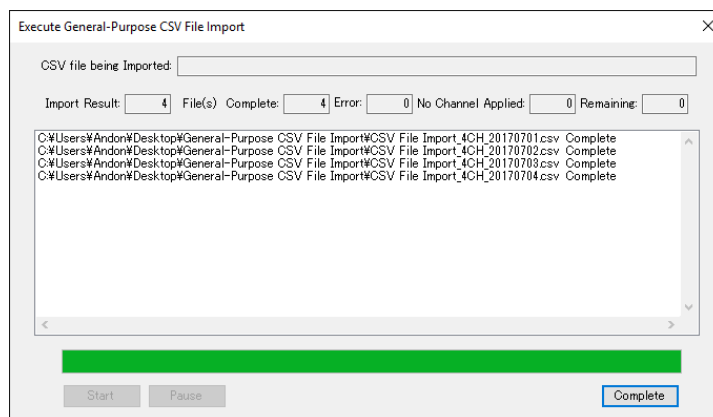 Execute General-Purpose CSV File Import
CSV file being Imported:
Import Result: 4 File(s) Complete: 4 Error: 0 No Channel Applied: 0 Remaining: 0
C:¥Users¥Andon¥Desktop¥General-Purpose CSV File Import¥CSV File Import_4CH_20170701.csv Complete
C:¥Users¥Andon¥Desktop¥General-Purpose CSV File Import¥CSV File Import_4CH_20170702.csv Complete
C:¥Users¥Andon¥Desktop¥General-Purpose CSV File Import¥CSV File Import_4CH_20170703.csv Complete
C:¥Users¥Andon¥Desktop¥General-Purpose CSV File Import¥CSV File Import_4CH_20170704.csv Complete
Start Pause Complete